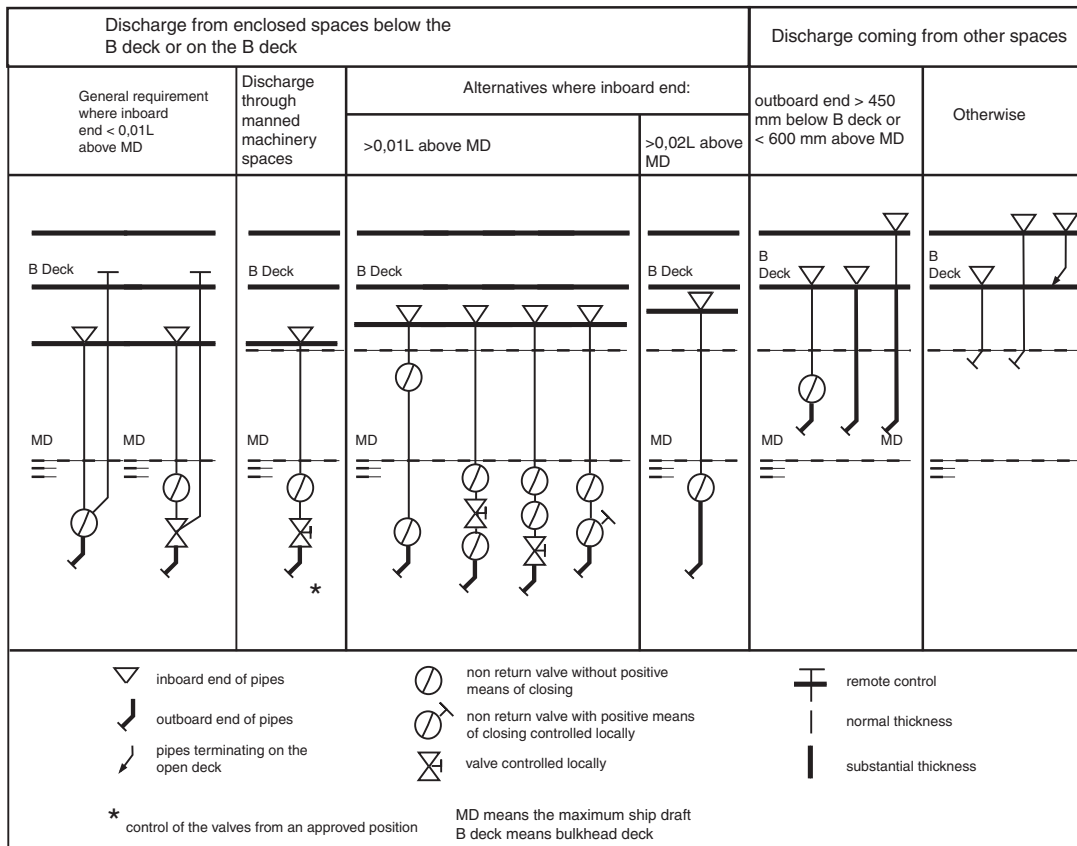 Discharge from enclosed spaces below the
B deck or on the B deck
Discharge coming from other spaces
General requirement
where inboard
end < 0,01L
above MD
Discharge
through
manned
machinery
spaces
Alternatives where inboard end:
>0,01L above MD
>0,02L above
MD
outboard end > 450
mm below B deck or
< 600 mm above MD
Otherwise
B Deck
B Deck
B Deck
B Deck
B
Deck
B
Deck
MD
MD
MD
MD
MD
MD
MD
MD
*
inboard end of pipes
outboard end of pipes
pipes terminating on the
open deck
non return valve without positive
means of closing
non return valve with positive means
of closing controlled locally
valve controlled locally
remote control
normal thickness
substantial thickness
* control of the valves from an approved position
MD means the maximum ship draft
B deck means bulkhead deck